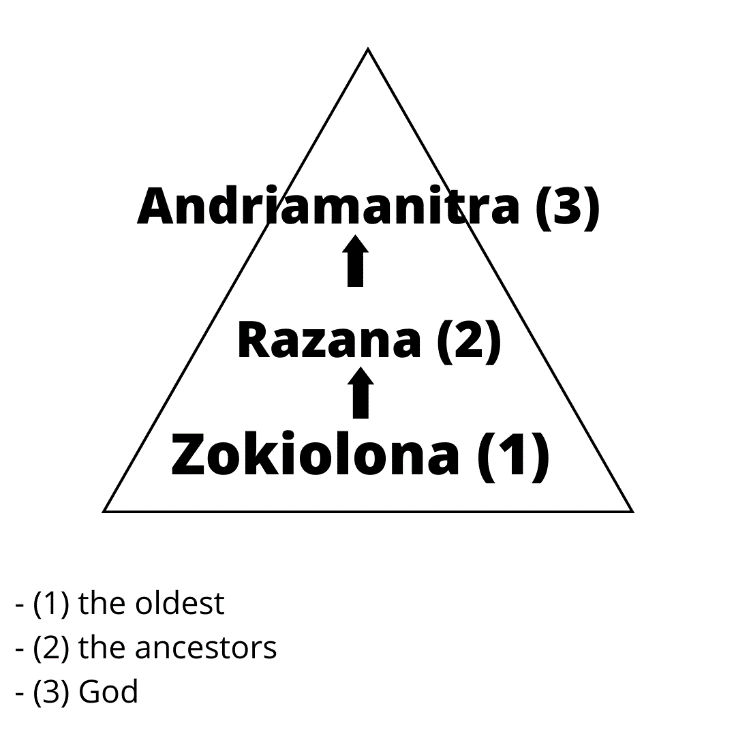 Andriamanitra (3)
Razana (2)
Zokiolona (1)
- (1) the oldest
- (2) the ancestors
- (3) God